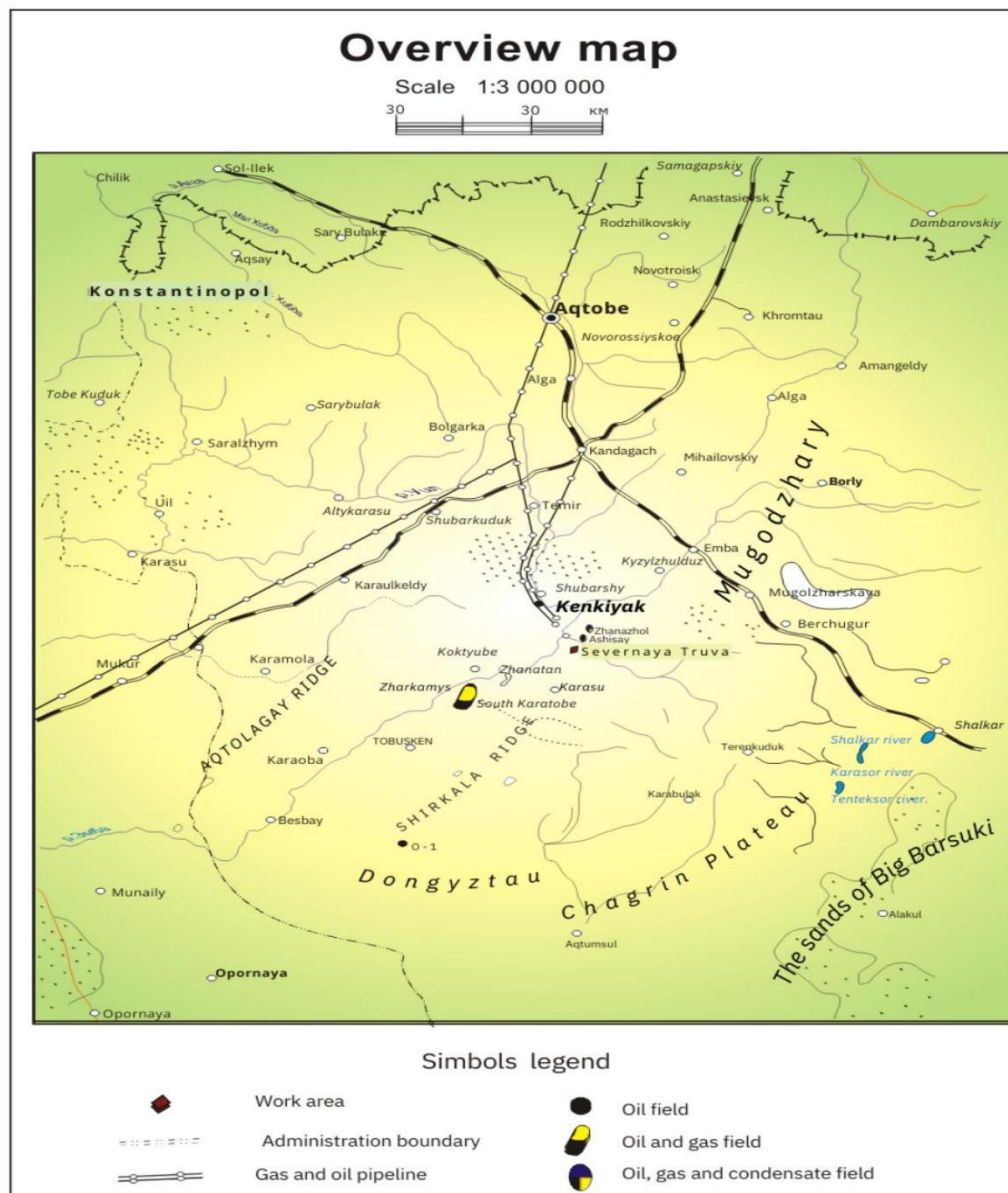 Overview map
Scale 1:3 000 000
30 30 КМ
Chilik
Sol-Ilek
Samagapskiy
Anastasievsk
Dambarovskiy
Мал Хобда
Sary Bulak
Rodzhilkovskiy
Aqsay
Novotroisk
Konstantinopol
Хобда
Aqtobe
Khromtau
Novorossiyskoe
Amangeldy
Alga
Tobe Kuduk
Sarybulak
Alga
Bolgarka
Saralzhym
Kandagach
Mihailovskiy
Mugodzhary
Borly
р.Уил
Uil
Altykarasu
Shubarkuduk
Temir
Karasu
Emba
Kyzylzhulduz
Karaulkeldy
Shubarshy
Mugolzharskaya
Kenkiyak
Berchugur
Zhanazhol
Ashisay
Severnaya Truva
Mukur
Karamola
Koktyube
Zhanatan
Zharkamys
Karasu
South Karatobe
AQTOLAGAY RIDGE
SHIRKALA RIDGE
TOBUSKEN
Karaoba
Terenkuduk
Shalkar
Shalkar river
Karasor river
Tenteksor river.
Karabulak
Besbay
р.Эмба
O-1
Dongyztau
Chagrin Plateau
The sands of Big Barsuki
Munaily
Alakul
Aqtumsul
Opornaya
Opornaya
Simbols legend
Work area
Oil field
Administration boundary
Oil and gas field
Gas and oil pipeline
Oil, gas and condensate field